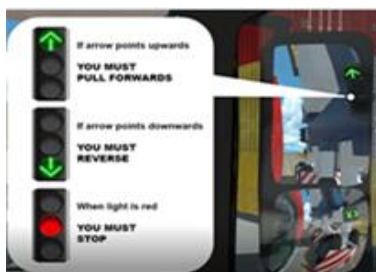 If arrow points upwards
YOU MUST
PULL FORWARDS
If arrow points downwards
YOU MUST
REVERSE
When light is red
YOU MUST
STOP